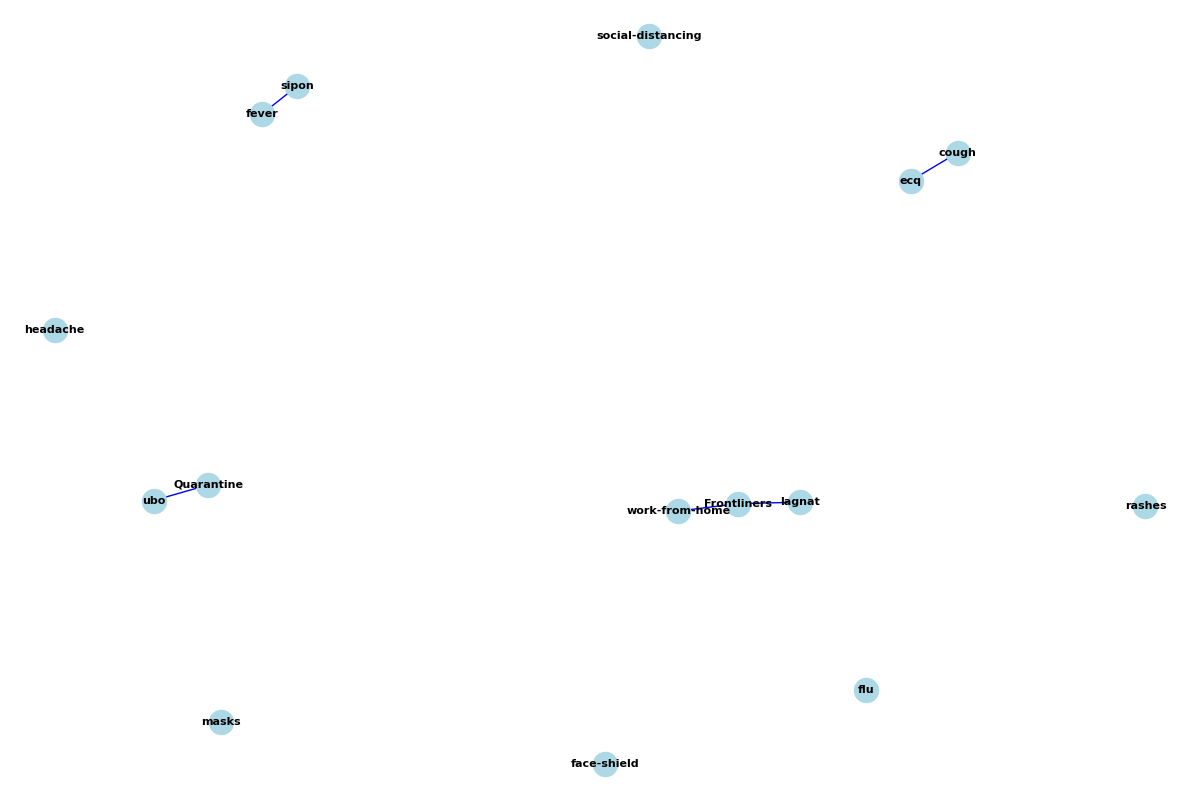 social-distancing
sipon
fever
cough
ecq
headache
Quarantine
ubo
work-from-home
Frontliners
lagnat
rashes
flu
masks
face-shield